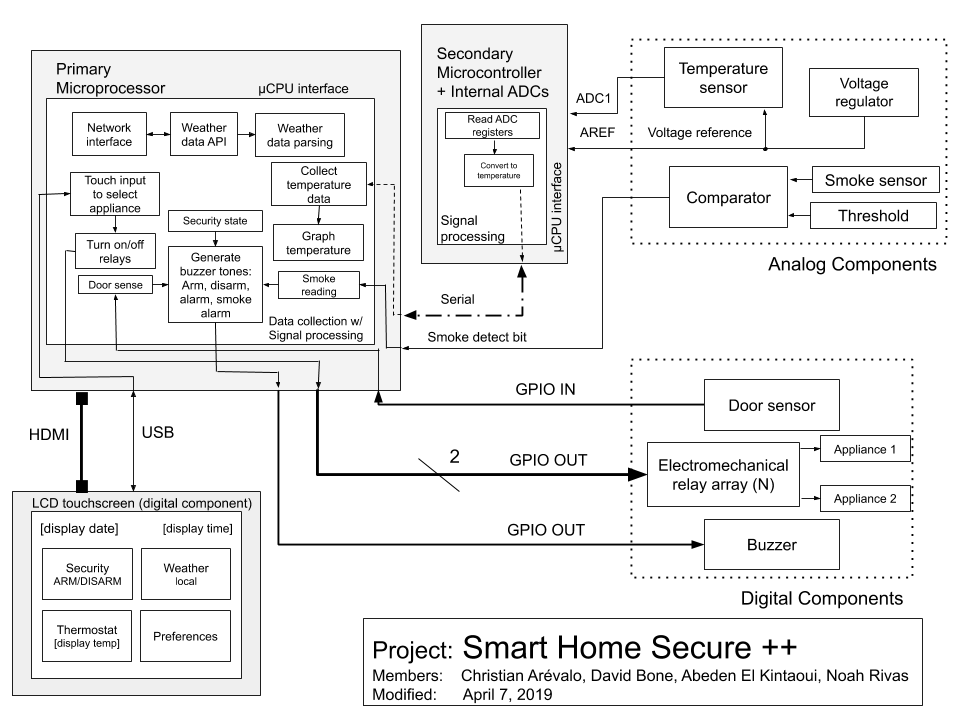 Primary
Microprocessor
µCPU interface
Network
interface
Weather
data API
Weather
data parsing
Touch input
to select
appliance
Collect
temperature
data
Security state
Turn on/off
relays
Graph
temperature
Generate
buzzer tones:
Arm, disarm,
alarm, smoke
alarm
Door sense
Smoke
reading
Data collection w/
Signal processing
Secondary
Microcontroller
+ Internal ADCs
Read ADC
registers
Convert to
temperature
Signal
processing
µCPU interface
ADC1
AREF
Voltage reference
Temperature
sensor
Voltage
regulator
Comparator
Smoke sensor
Threshold
Analog Components
Serial
Smoke detect bit
GPIO IN
2
GPIO OUT
GPIO OUT
Door sensor
Electromechanical
relay array (N)
Appliance 1
Appliance 2
Buzzer
Digital Components
HDMI
USB
LCD touchscreen (digital component)
[display date]
[display time]
Security
ARM/DISARM
Weather
local
Thermostat
[display temp]
Preferences
Project: Smart Home Secure ++
Members: Christian Arévalo, David Bone, Abeden El Kintaoui, Noah Rivas
Modified: April 7, 2019